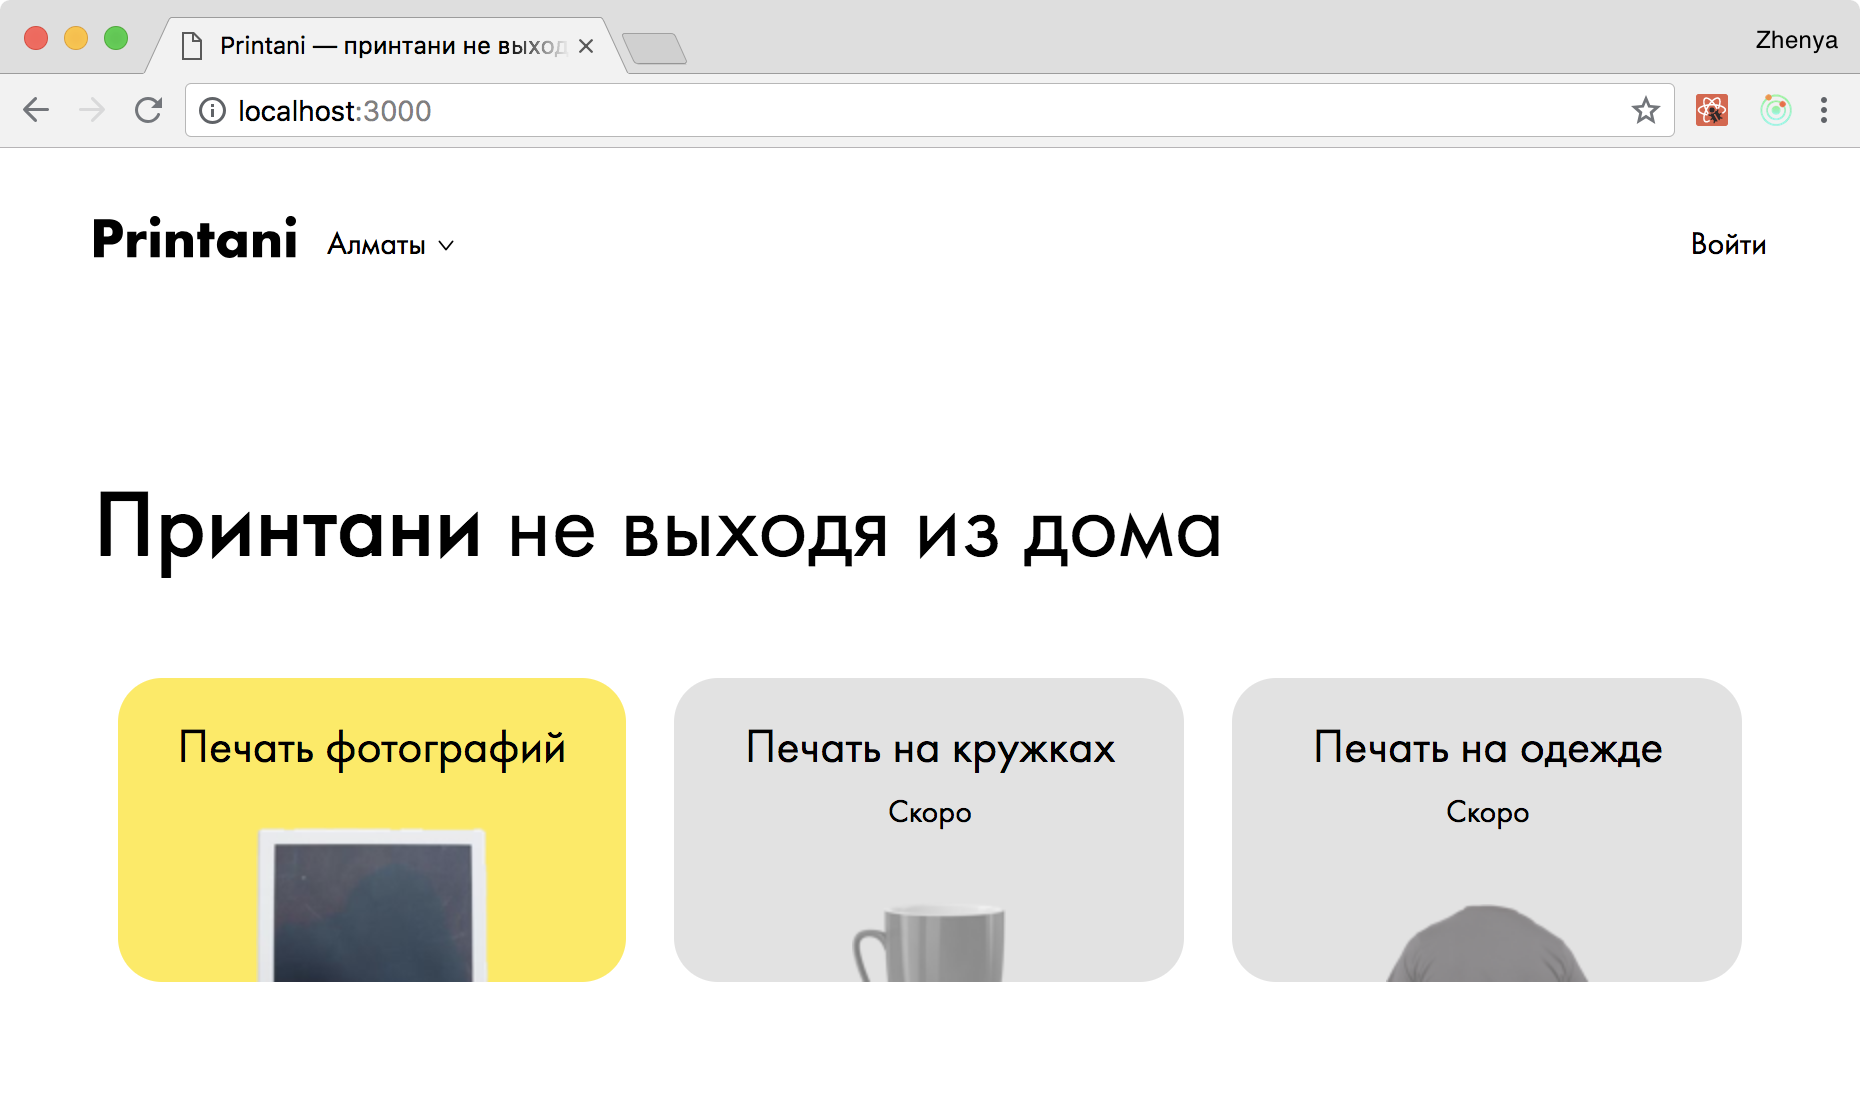 Printani — принтани не выход
Zhenya
localhost:3000
Printani Алматы Войти
Принтани не выходя из дома
Печать фотографий
Печать на кружках
Скоро
Печать на одежде
Скоро